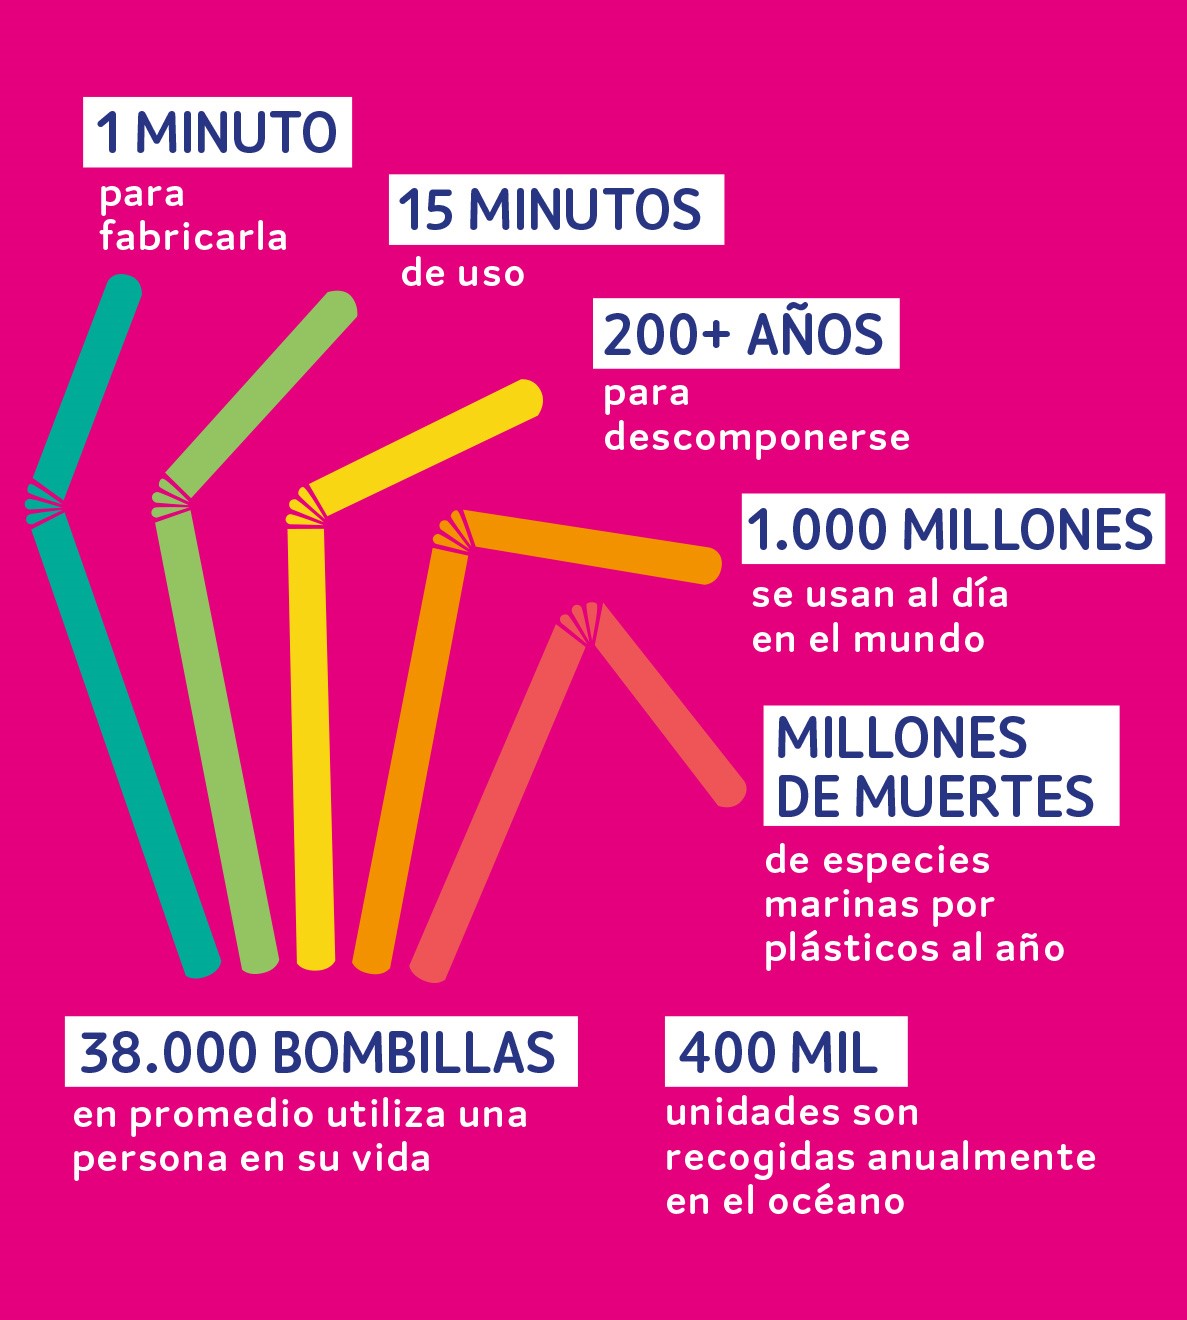 1 MINUTO
para
fabricarla
15 MINUTOS
de uso
200+ AÑOS
para
descomponerse
1.000 MILLONES
se usan al día
en el mundo
MILLONES
DE MUERTES
de especies
marinas por
plásticos al año
38.000 BOMBILLAS
en promedio utiliza una
persona en su vida
400 MIL
unidades son
recogidas anualmente
en el océano